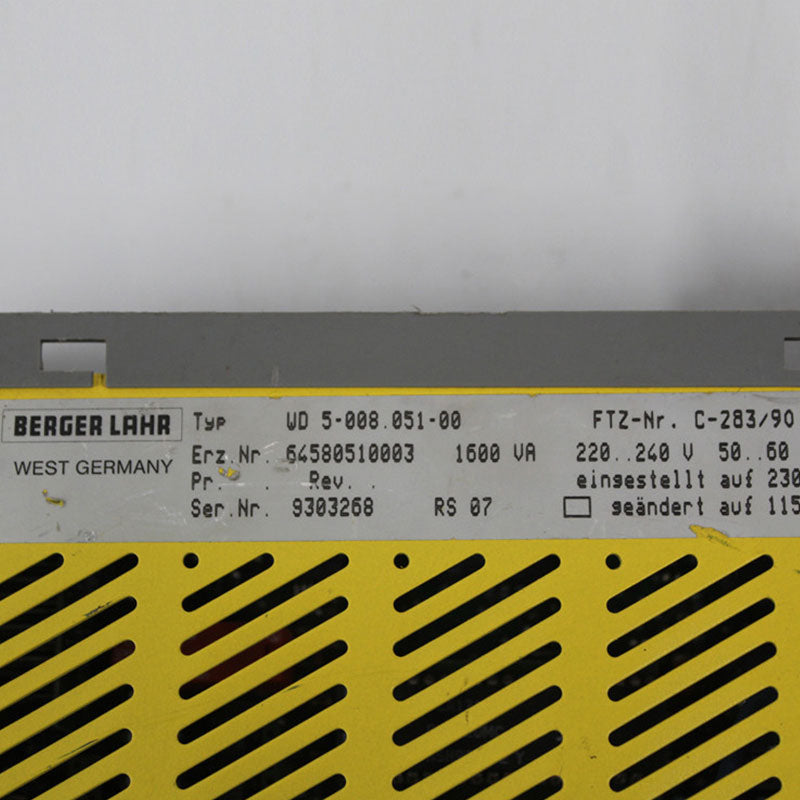 BERGER LAHR
WEST GERMANY
Typ WD 5-008.051-00 FTZ-Nr. C-283/90
Erz.Nr. 64580510003 1600 VA 220..240 V 50..60
Pr. Rev. .
eingestellt auf 230
Ser.Nr. 9303268 RS 07 geändert auf 115